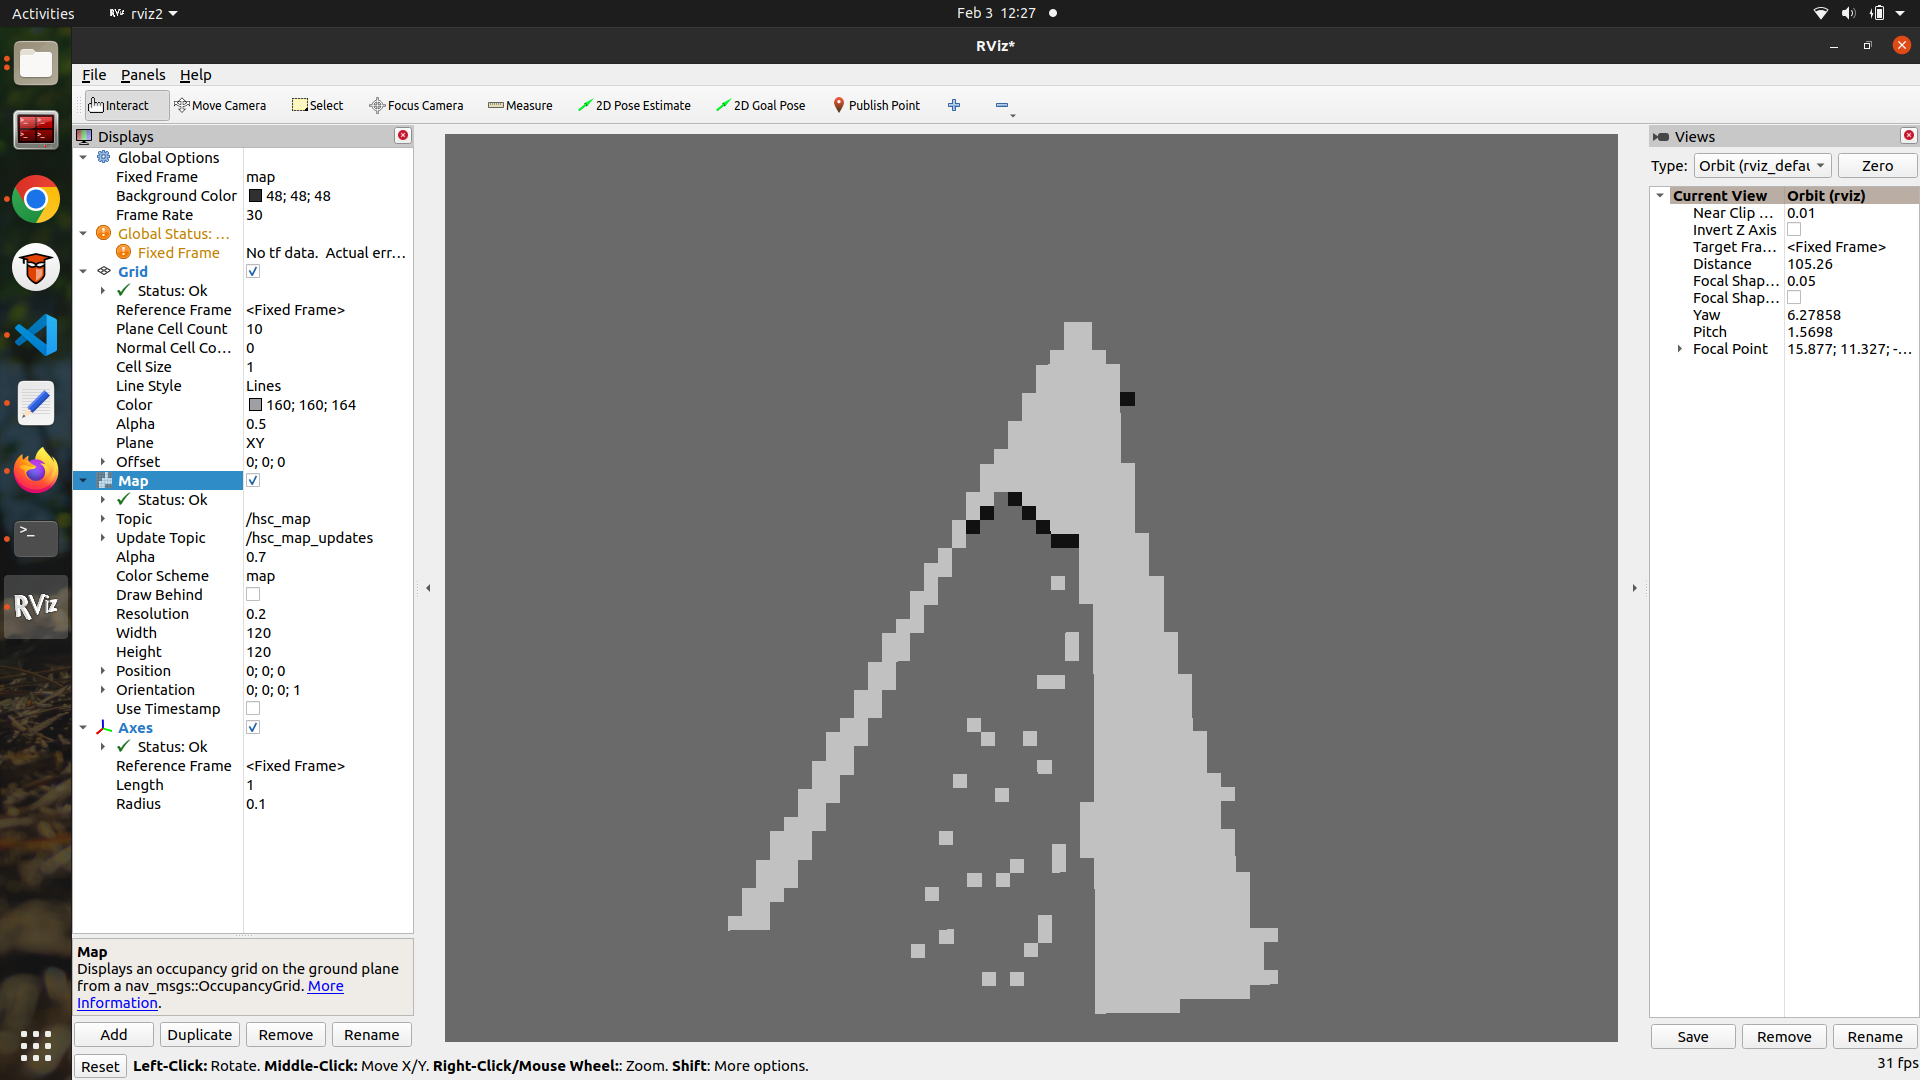 Activities
RViz
rviz2
Feb 3 12:27
RViz*
File Panels Help
Interact
Move Camera
Select
Focus Camera
Measure
2D Pose Estimate
2D Goal Pose
Publish Point
Displays
Global Options
Fixed Frame map
Background Color 48; 48; 48
Frame Rate 30
Global Status: ...
Fixed Frame No tf data. Actual err...
Grid
Status: Ok
Reference Frame <Fixed Frame>
Plane Cell Count 10
Normal Cell Co... 0
Cell Size 1
Line Style Lines
Color 160; 160; 164
Alpha 0.5
Plane XY
Offset 0; 0; 0
Map
Status: Ok
Topic /hsc_map
Update Topic /hsc_map_updates
Alpha 0.7
Color Scheme map
Draw Behind
Resolution 0.2
Width 120
Height 120
Position 0; 0; 0
Orientation 0; 0; 0; 1
Use Timestamp
Axes
Status: Ok
Reference Frame <Fixed Frame>
Length 1
Radius 0.1
Map
Displays an occupancy grid on the ground plane
from a nav_msgs::OccupancyGrid. More
Information.
Add Duplicate Remove Rename
Reset
Left-Click: Rotate. Middle-Click: Move X/Y. Right-Click/Mouse Wheel:: Zoom. Shift: More options.
Views
Type: Orbit (rviz_defau Zero
Current View Orbit (rviz)
Near Clip ... 0.01
Invert Z Axis
Target Fra... <Fixed Frame>
Distance 105.26
Focal Shap... 0.05
Focal Shap...
Yaw 6.27858
Pitch 1.5698
Focal Point 15.877; 11.327; -...
Save Remove Rename
31 fps
RViz